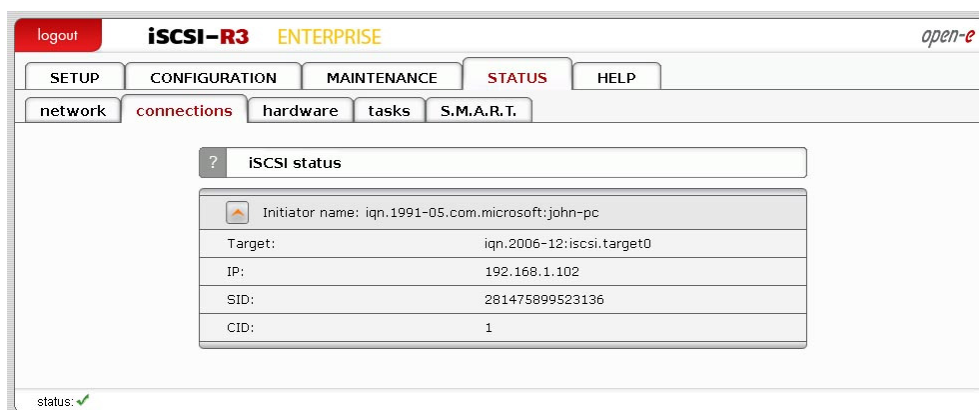 logout iSCSI-R3 ENTERPRISE open-e
SETUP CONFIGURATION MAINTENANCE STATUS HELP
network connections hardware tasks S.M.A.R.T.
? iSCSI status
Initiator name: iqn.1991-05.com.microsoft:john-pc
Target: iqn.2006-12:iscsi.target0
IP: 192.168.1.102
SID: 281475899523136
CID: 1
status: